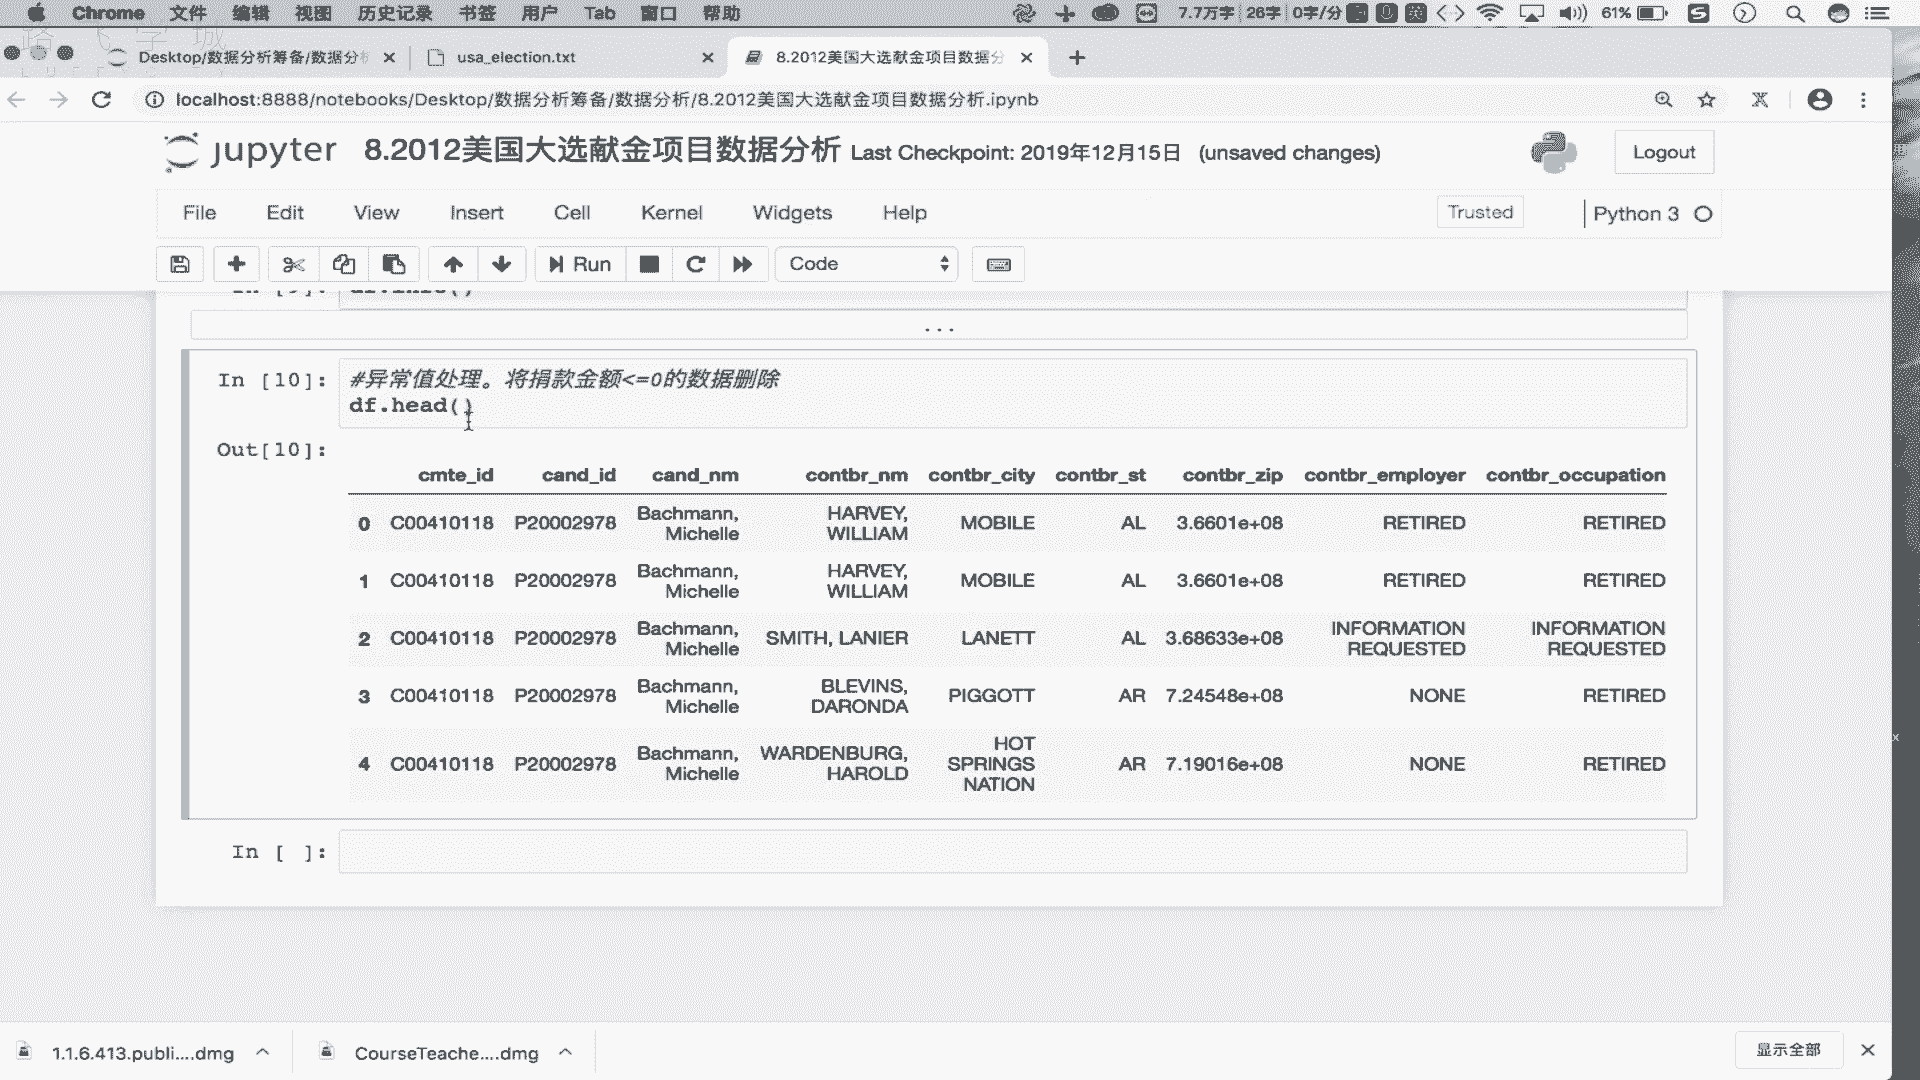 Chrome 文件 编辑 视图 历史记录 书签 用户 Tab 窗口 帮助 7.7万字 26字 0字/分 英 61%
Desktop/数据分析筹备/数据分 usa_election.txt 8.2012美国大选献金项目数据分
localhost:8888/notebooks/Desktop/数据分析筹备/数据分析/8.2012美国大选献金项目数据分析.ipynb
jupyter 8.2012美国大选献金项目数据分析 Last Checkpoint: 2019年12月15日 (unsaved changes) Logout
File Edit View Insert Cell Kernel Widgets Help Trusted Python 3
Run Code
...
In [10]: #异常值处理。将捐款金额<=0的数据删除
df.head()
Out[10]:
cmte_id cand_id cand_nm contbr_nm contbr_city contbr_st contbr_zip contbr_employer contbr_occupation
0 C00410118 P20002978 Bachmann, Michelle HARVEY, WILLIAM MOBILE AL 3.6601e+08 RETIRED RETIRED
1 C00410118 P20002978 Bachmann, Michelle HARVEY, WILLIAM MOBILE AL 3.6601e+08 RETIRED RETIRED
2 C00410118 P20002978 Bachmann, Michelle SMITH, LANIER LANETT AL 3.68633e+08 INFORMATION REQUESTED INFORMATION REQUESTED
3 C00410118 P20002978 Bachmann, Michelle BLEVINS, DARONDA PIGGOTT AR 7.24548e+08 NONE RETIRED
4 C00410118 P20002978 Bachmann, Michelle WARDENBURG, HAROLD HOT SPRINGS NATION AR 7.19016e+08 NONE RETIRED
In [ ]:
1.1.6.413.publi....dmg CourseTeache....dmg 显示全部